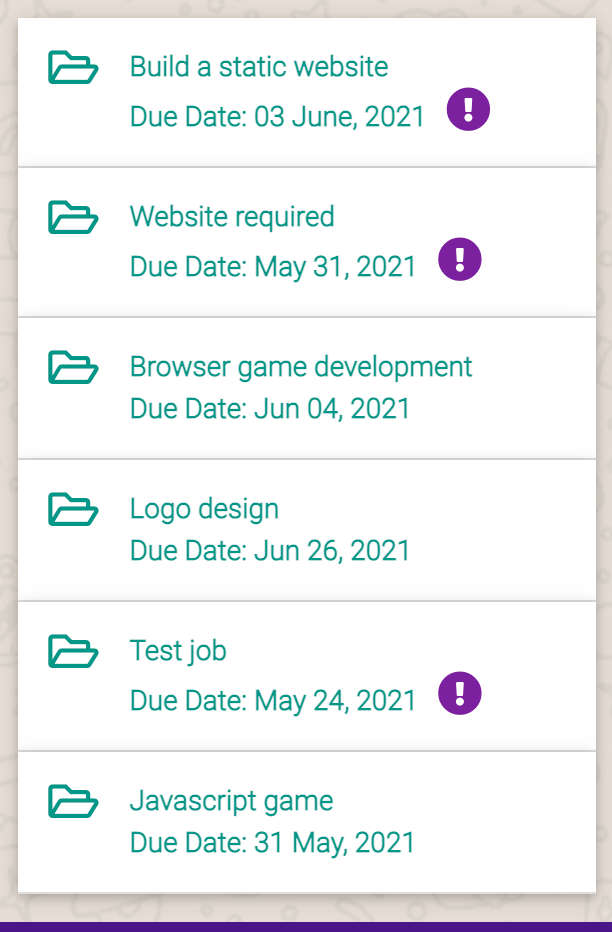 Build a static website
Due Date: 03 June, 2021
Website required
Due Date: May 31, 2021
Browser game development
Due Date: Jun 04, 2021
Logo design
Due Date: Jun 26, 2021
Test job
Due Date: May 24, 2021
Javascript game
Due Date: 31 May, 2021